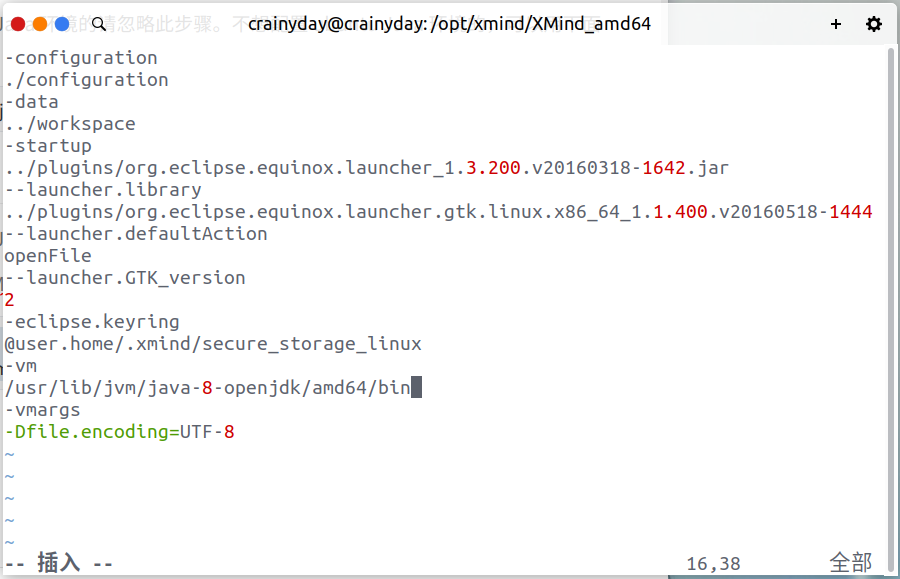 crainyday@crainyday: /opt/xmind/XMind_amd64
-configuration
./configuration
-data
../workspace
-startup
../plugins/org.eclipse.equinox.launcher_1.3.200.v20160318-1642.jar
--launcher.library
../plugins/org.eclipse.equinox.launcher.gtk.linux.x86_64_1.1.400.v20160518-1444
--launcher.defaultAction
openFile
--launcher.GTK_version
2
-eclipse.keyring
@user.home/.xmind/secure_storage_linux
-vm
/usr/lib/jvm/java-8-openjdk/amd64/bin
-vmargs
-Dfile.encoding=UTF-8
~
~
~
~
~
-- 插入 -- 16,38 全部